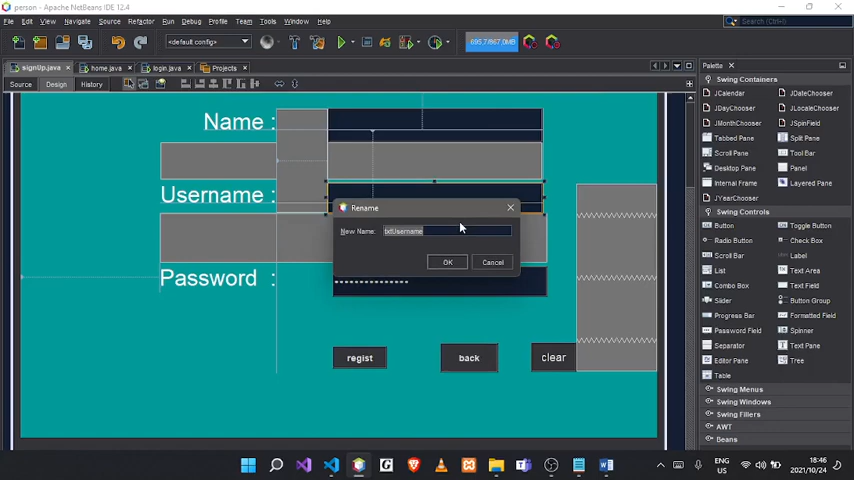 person - Apache NetBeans IDE 12.4
File Edit View Navigate Source Refactor Run Debug Profile Team Tools Window Help
Search (Ctrl+I)
<default config>
695.7/867.0MB
signUp.java home.java login.java Projects
Source Design History
Name :
Username :
Password :
Rename
New Name: txtUsername
OK Cancel
regist back clear
Palette
Swing Containers
JCalendar JDateChooser
JDayChooser JLocaleChooser
JMonthChooser JSpinField
Tabbed Pane Split Pane
Scroll Pane Tool Bar
Desktop Pane Panel
Internal Frame Layered Pane
JYearChooser
Swing Controls
Label
Button Toggle Button
Radio Button Check Box
Scroll Bar Text Area
Combo Box Text Field
List
Slider Button Group
Progress Bar Formatted Field
Password Field Spinner
Separator Text Pane
Editor Pane Tree
Table
Swing Menus
Swing Windows
Swing Fillers
AWT
Beans
ENG
US
18:46
2021/10/24